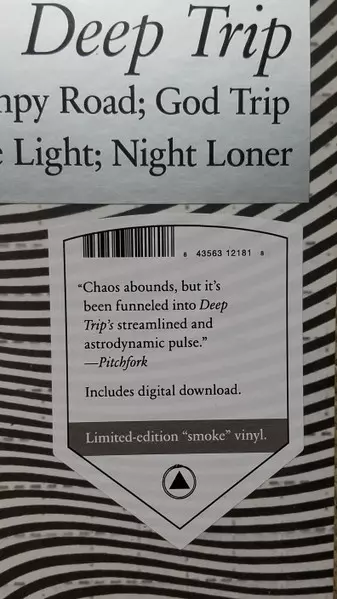 Deep Trip
Road; God Trip
Light; Night Loner
8 43563 12181 8
“Chaos abounds, but it’s
been funneled into Deep
Trip’s streamlined and
astrodynamic pulse.”
—Pitchfork
Includes digital download.
Limited-edition “smoke” vinyl.